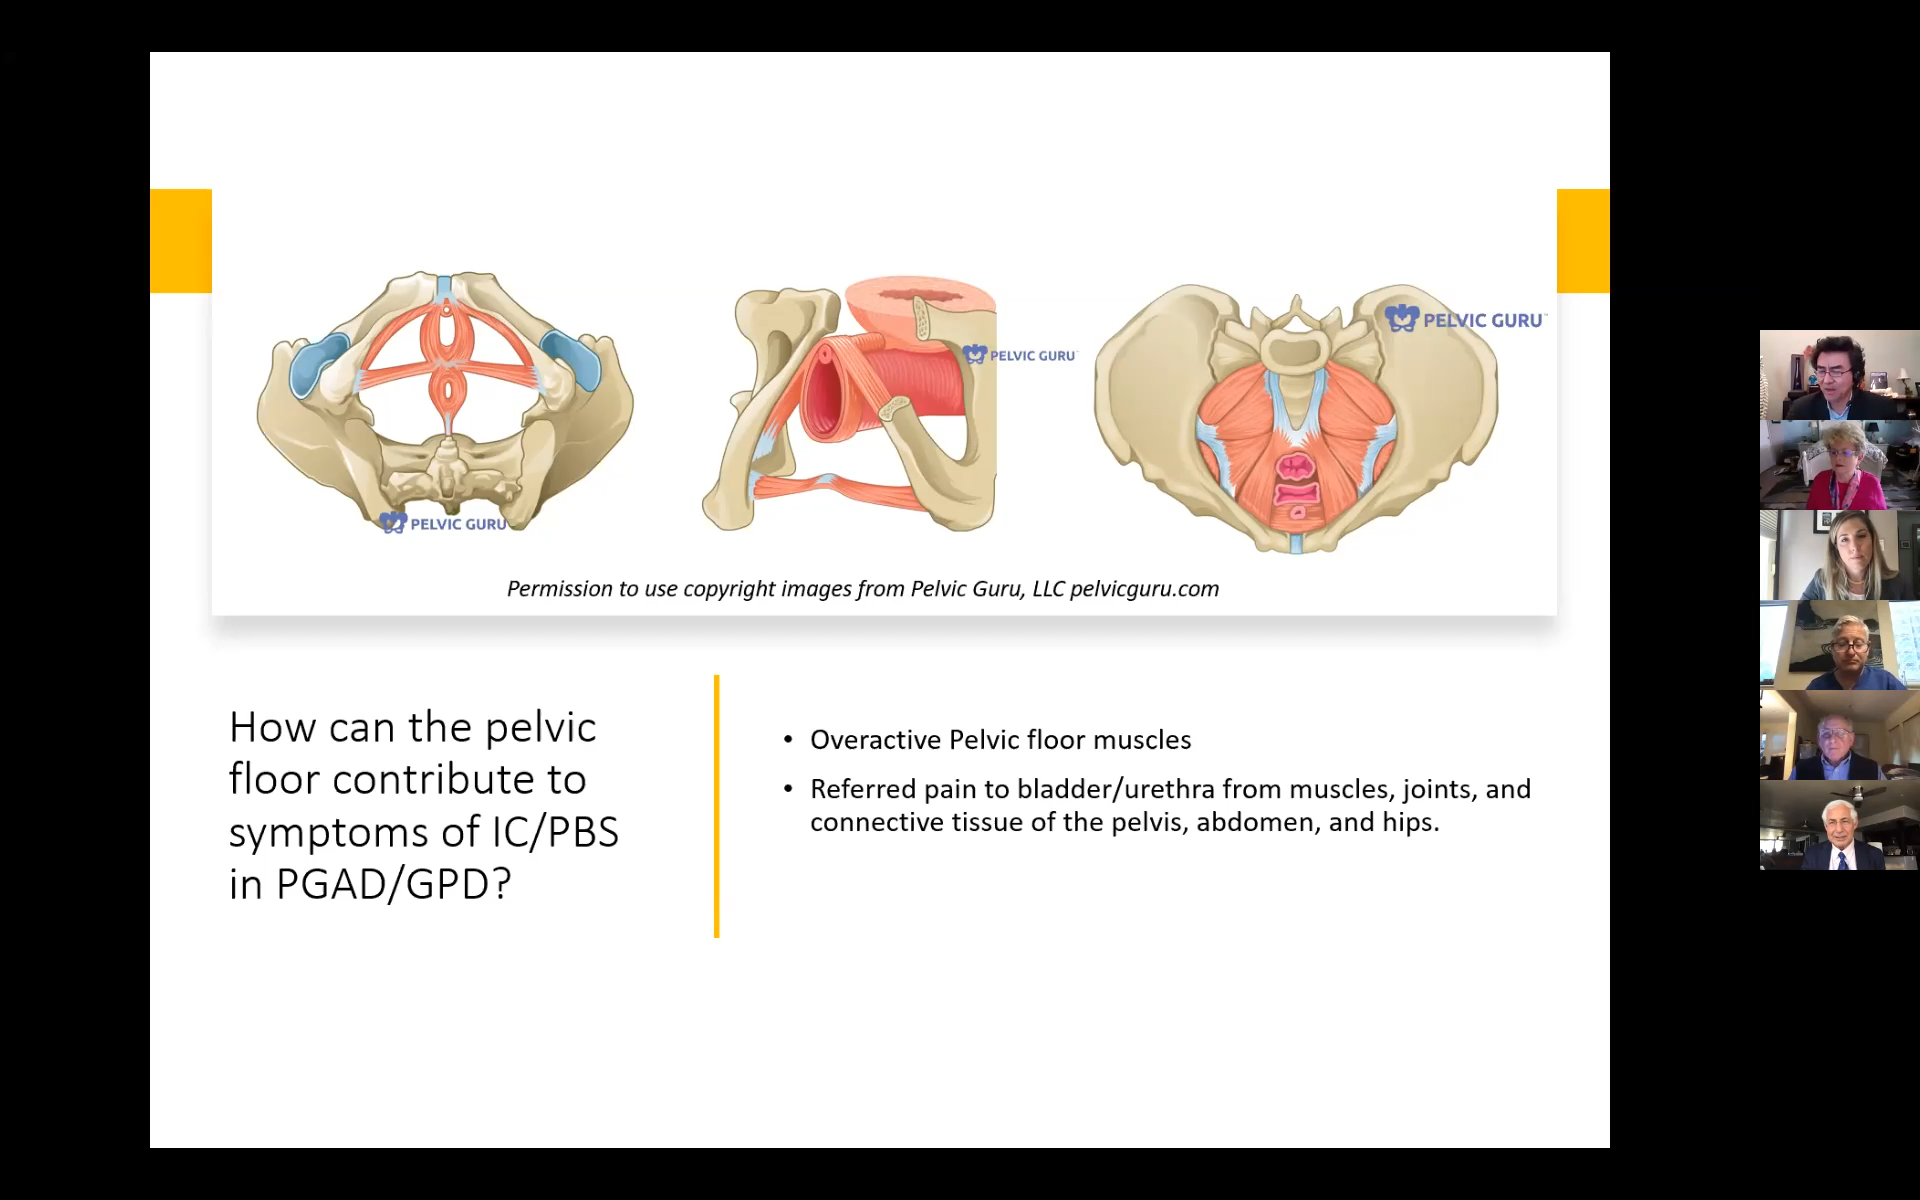 PELVIC GURU™
PELVIC GURU
PELVIC GURU
Permission to use copyright images from Pelvic Guru, LLC pelvicguru.com
How can the pelvic
floor contribute to
symptoms of IC/PBS
in PGAD/GPD?
• Overactive Pelvic floor muscles
• Referred pain to bladder/urethra from muscles, joints, and
connective tissue of the pelvis, abdomen, and hips.